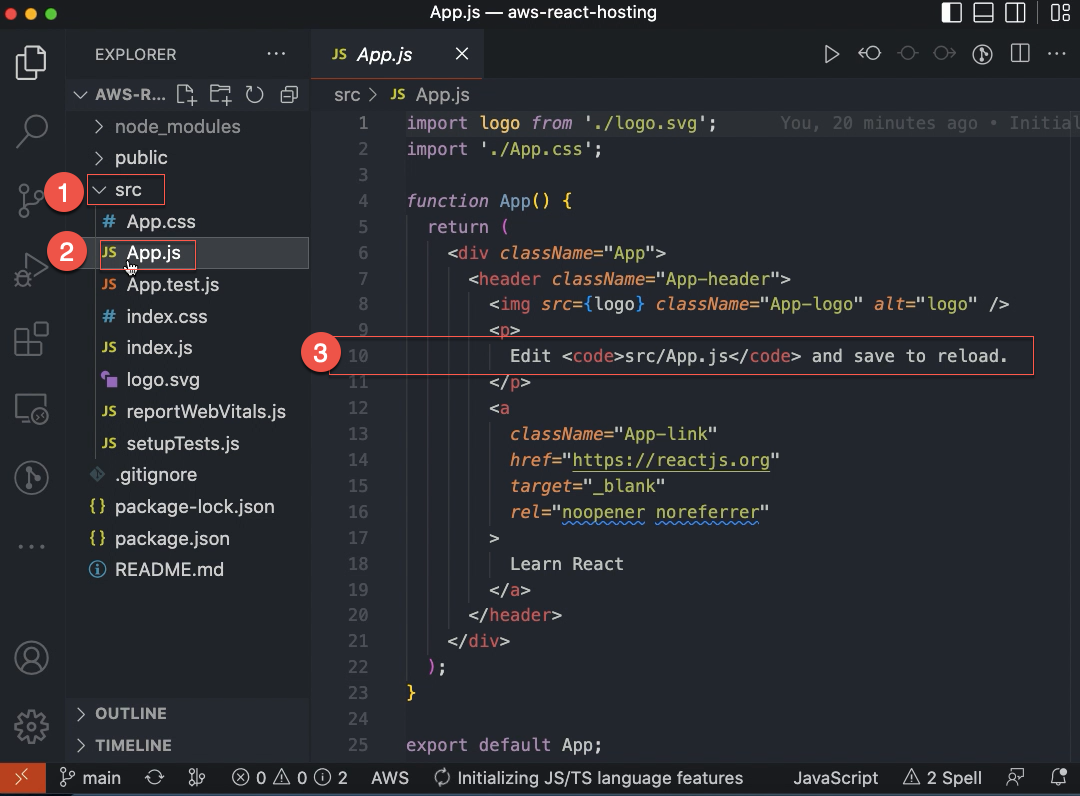 App.js — aws-react-hosting
EXPLORER ···
AWS-R...
node_modules
public
1 src
# App.css
2 JS App.js
JS App.test.js
# index.css
JS index.js
logo.svg
JS reportWebVitals.js
JS setupTests.js
.gitignore
{} package-lock.json
{} package.json
README.md
OUTLINE
TIMELINE
JS App.js ×
src > JS App.js
1 import logo from './logo.svg'; You, 20 minutes ago • Initial
2 import './App.css';
3
4 function App() {
5 return (
6 <div className="App">
7 <header className="App-header">
8 <img src={logo} className="App-logo" alt="logo" />
9 <p>
3 10 Edit <code>src/App.js</code> and save to reload.
11 </p>
12 <a
13 className="App-link"
14 href="https://reactjs.org"
15 target="_blank"
16 rel="noopener noreferrer"
17 >
18 Learn React
19 </a>
20 </header>
21 </div>
22 );
23 }
24
25 export default App;
main 0 0 2 AWS Initializing JS/TS language features JavaScript 2 Spell